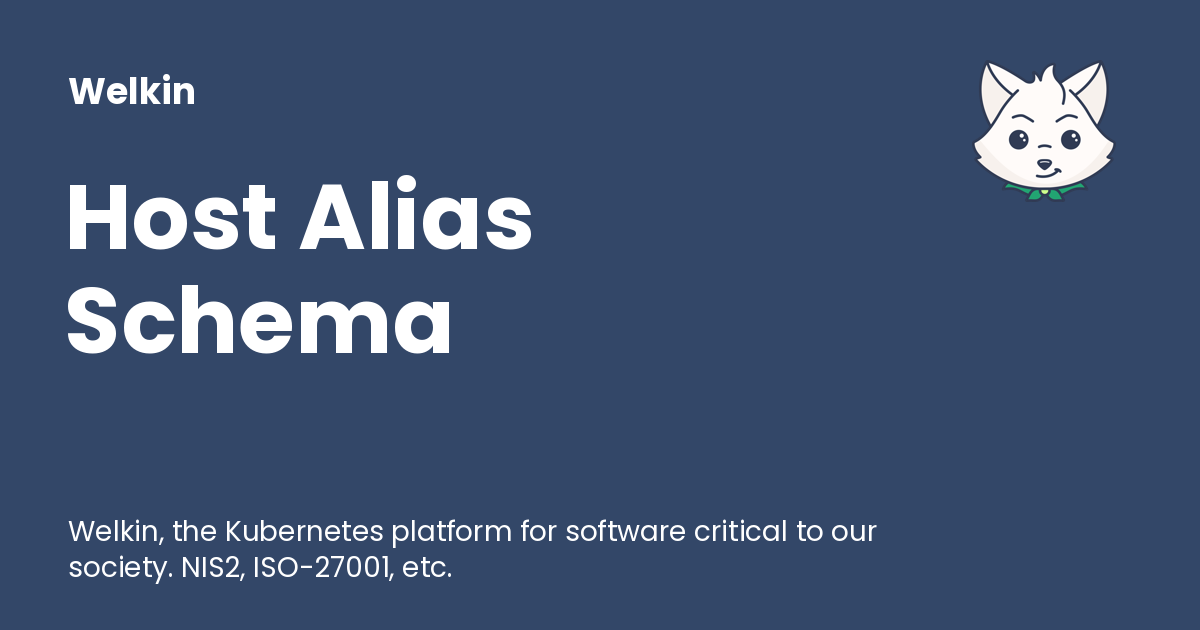 Welkin
Host Alias
Schema
Welkin, the Kubernetes platform for software critical to our
society. NIS2, ISO-27001, etc.